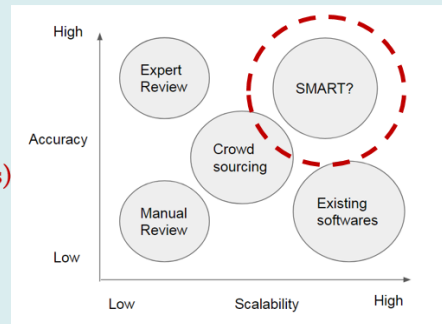 High
Expert
Review
SMART?
Accuracy
Crowd
sourcing
s)
Manual
Review
Existing
softwares
Low
Low
Scalability
High